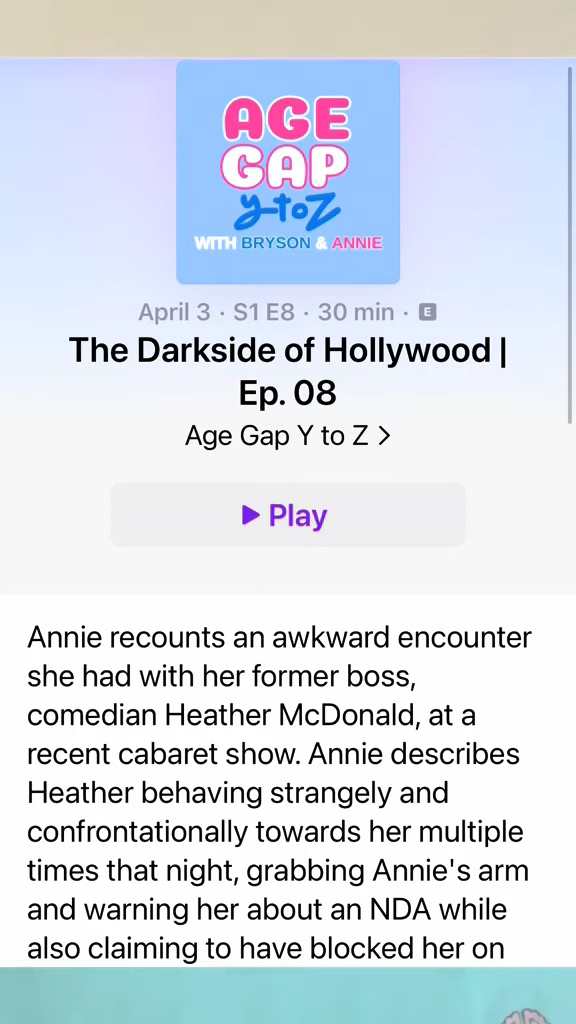 AGE
GAP
y to Z
WITH BRYSON & ANNIE
April 3 · S1 E8 · 30 min · E
The Darkside of Hollywood |
Ep. 08
Age Gap Y to Z >
Play
Annie recounts an awkward encounter
she had with her former boss,
comedian Heather McDonald, at a
recent cabaret show. Annie describes
Heather behaving strangely and
confrontationally towards her multiple
times that night, grabbing Annie's arm
and warning her about an NDA while
also claiming to have blocked her on